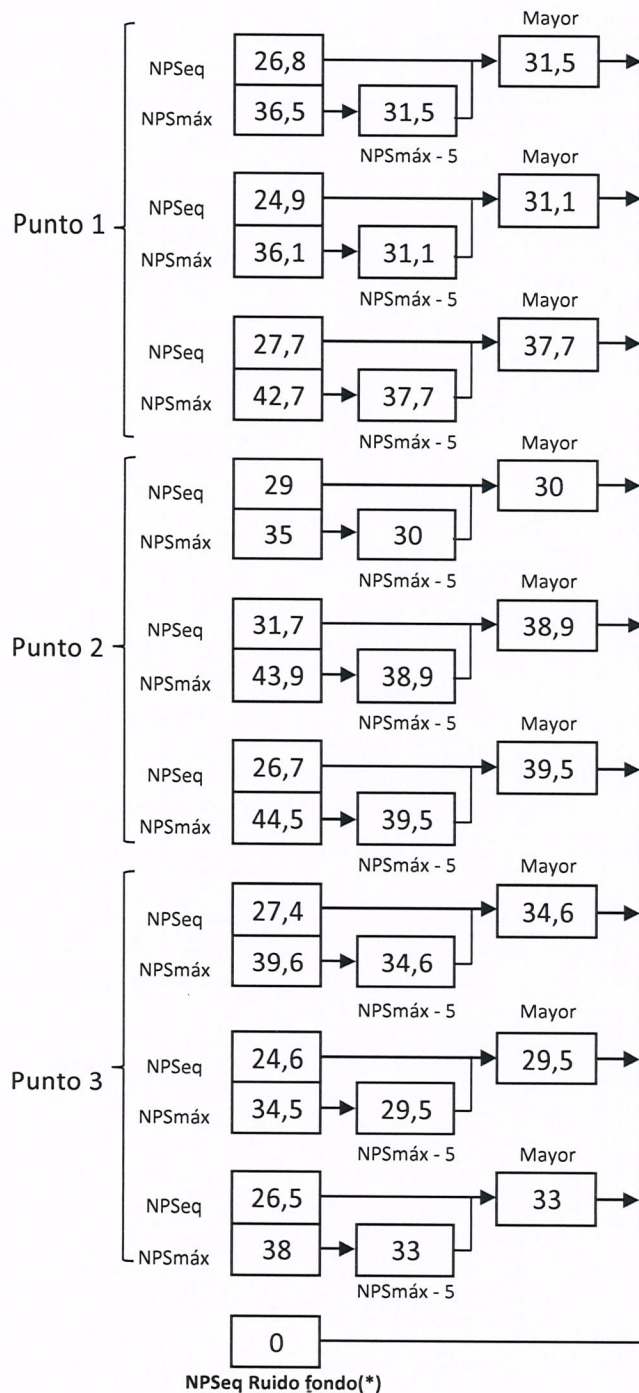 Mayor
NPSeq 26,8 31,5
NPSmáx 36,5 31,5
NPSmáx - 5
Mayor
NPSeq 24,9 31,1
Punto 1
NPSmáx 36,1 31,1
NPSmáx - 5
Mayor
NPSeq 27,7 37,7
NPSmáx 42,7 37,7
NPSmáx - 5
Mayor
NPSeq 29 30
NPSmáx 35 30
NPSmáx - 5
Mayor
NPSeq 31,7 38,9
Punto 2
NPSmáx 43,9 38,9
NPSmáx - 5
Mayor
NPSeq 26,7 39,5
NPSmáx 44,5 39,5
NPSmáx - 5
Mayor
NPSeq 27,4 34,6
NPSmáx 39,6 34,6
NPSmáx - 5
Mayor
NPSeq 24,6 29,5
Punto 3
NPSmáx 34,5 29,5
NPSmáx - 5
Mayor
NPSeq 26,5 33
NPSmáx 38 33
NPSmáx - 5
0
NPSeq Ruido fondo(*)